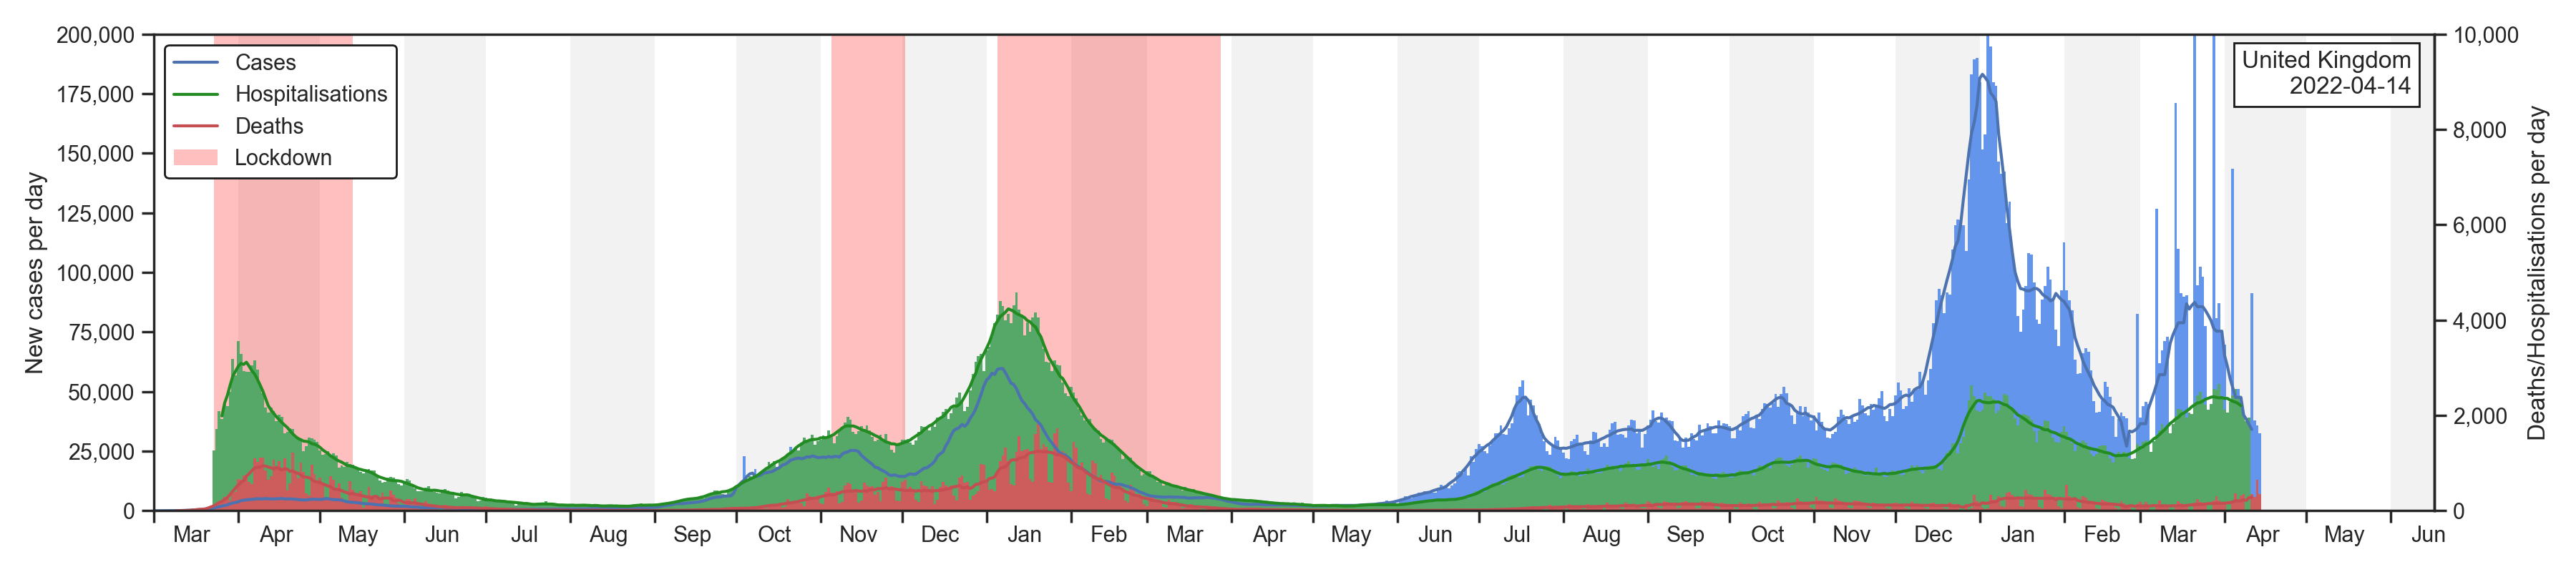 200,000
175,000
150,000
125,000
100,000
75,000
50,000
25,000
0
New cases per day
Cases
Hospitalisations
Deaths
Lockdown
United Kingdom
2022-04-14
10,000
8,000
6,000
4,000
2,000
0
Deaths/Hospitalisations per day
Mar Apr May Jun Jul Aug Sep Oct Nov Dec Jan Feb Mar Apr May Jun Jul Aug Sep Oct Nov Dec Jan Feb Mar Apr May Jun